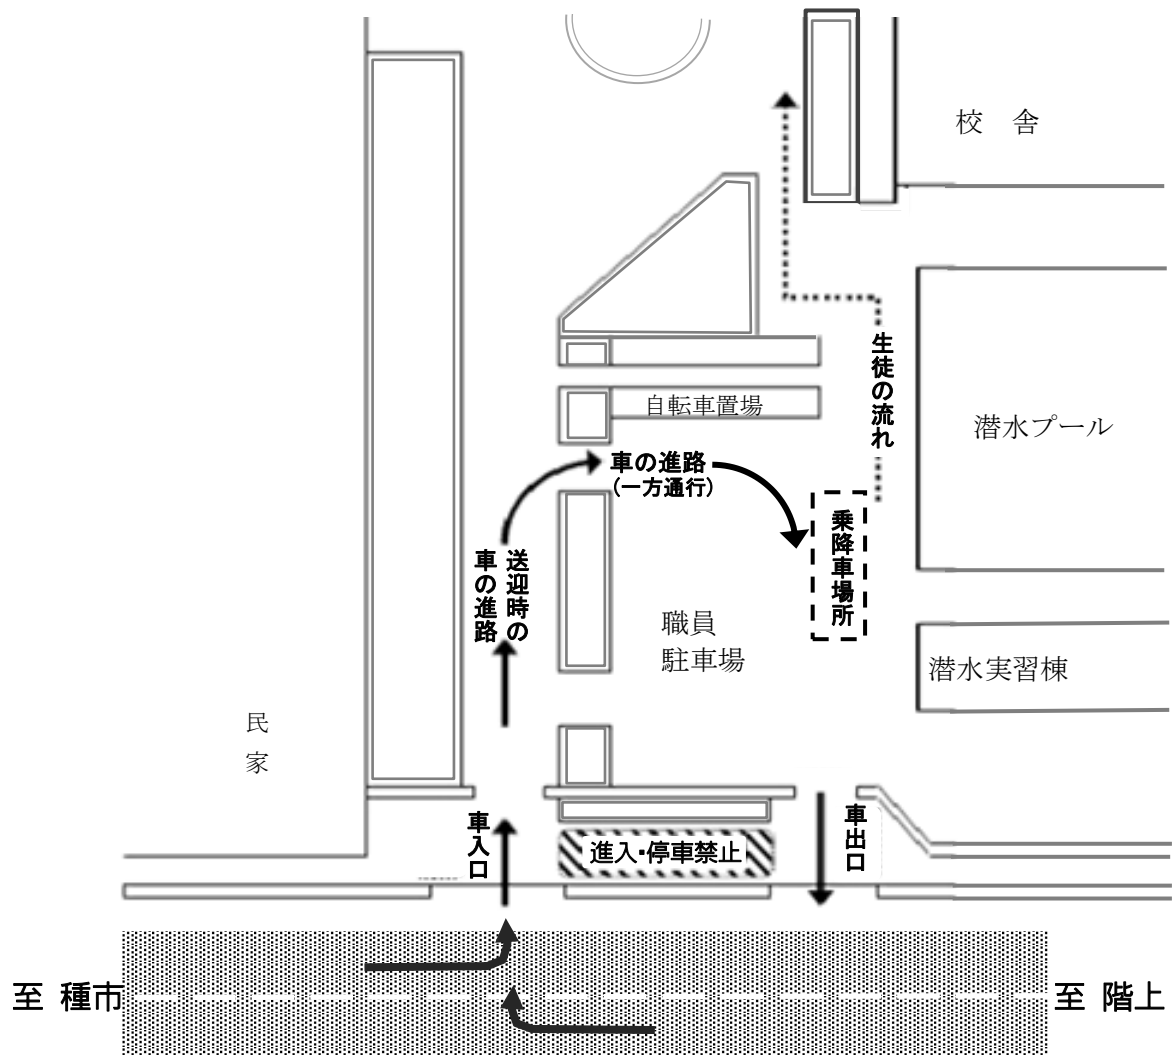 校 舎
生徒の流れ
自転車置場
潜水プール
車の進路
(一方通行)
乗降車場所
送迎時の
車の進路
職員
駐車場
潜水実習棟
民
家
車入口
車出口
進入・停車禁止
至 種市
至 階上